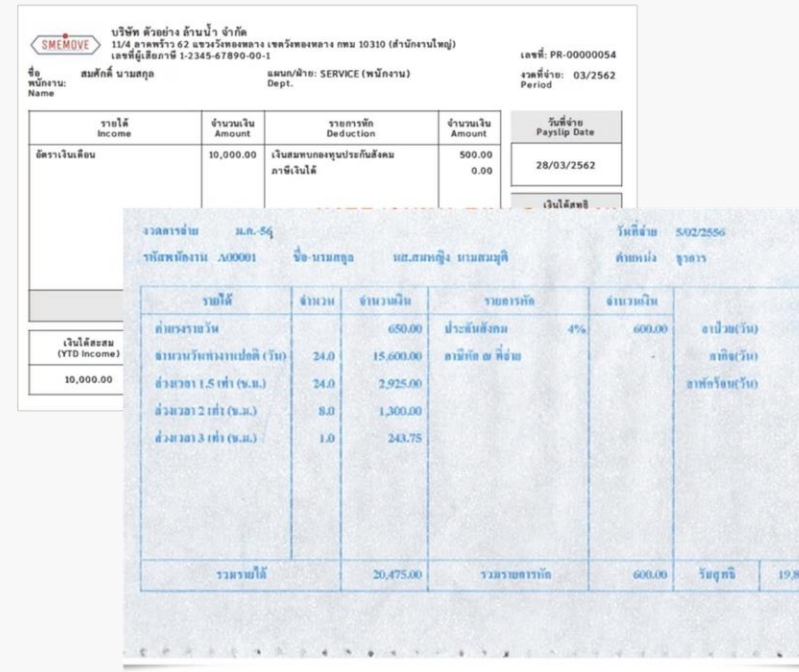 บริษัท ตัวอย่าง ล้านน้ำ จำกัด
SMEMOVE
11/4 ลาดพร้าว 62 แขวงวังทองหลาง เขตวังทองหลาง กทม 10310 (สำนักงานใหญ่)
เลขที่ผู้เสียภาษี 1-2345-67890-00-1
เลขที่: PR-00000054
ชื่อ พนักงาน: สมศักดิ์ นามสกุล แผนก/ฝ่าย: SERVICE (พนักงาน) งวดที่จ่าย: 03/2562
Name Dept. Period
รายได้ จำนวนเงิน รายการหัก จำนวนเงิน วันที่จ่าย
Income Amount Deduction Amount Payslip Date
อัตราเงินเดือน 10,000.00 เงินสมทบกองทุนประกันสังคม 500.00
ภาษีเงินได้ 0.00
28/03/2562
เงินได้สุทธิ
เงินได้สะสม
(YTD Income)
10,000.00
งวดการจ่าย ม.ค.-56 วันที่จ่าย 5/02/2556
รหัสพนักงาน A00001 ชื่อ-นามสกุล นส.สมหญิง นามสมมุติ ตำแหน่ง ธุรการ
รายได้ จำนวน จำนวนเงิน รายการหัก จำนวนเงิน
ค่าแรงรายวัน 650.00 ประกันสังคม 4% 600.00 ลาป่วย(วัน)
จำนวนวันทำงานปกติ (วัน) 24.0 15,600.00 ภาษีหัก ณ ที่จ่าย - ลากิจ(วัน)
ล่วงเวลา 1.5 เท่า (ช.ม.) 24.0 2,925.00 ลาพักร้อน(วัน)
ล่วงเวลา 2 เท่า (ช.ม.) 8.0 1,300.00
ล่วงเวลา 3 เท่า (ช.ม.) 1.0 243.75
รวมรายได้ 20,475.00 รวมรายการหัก 600.00 รับสุทธิ 19,8